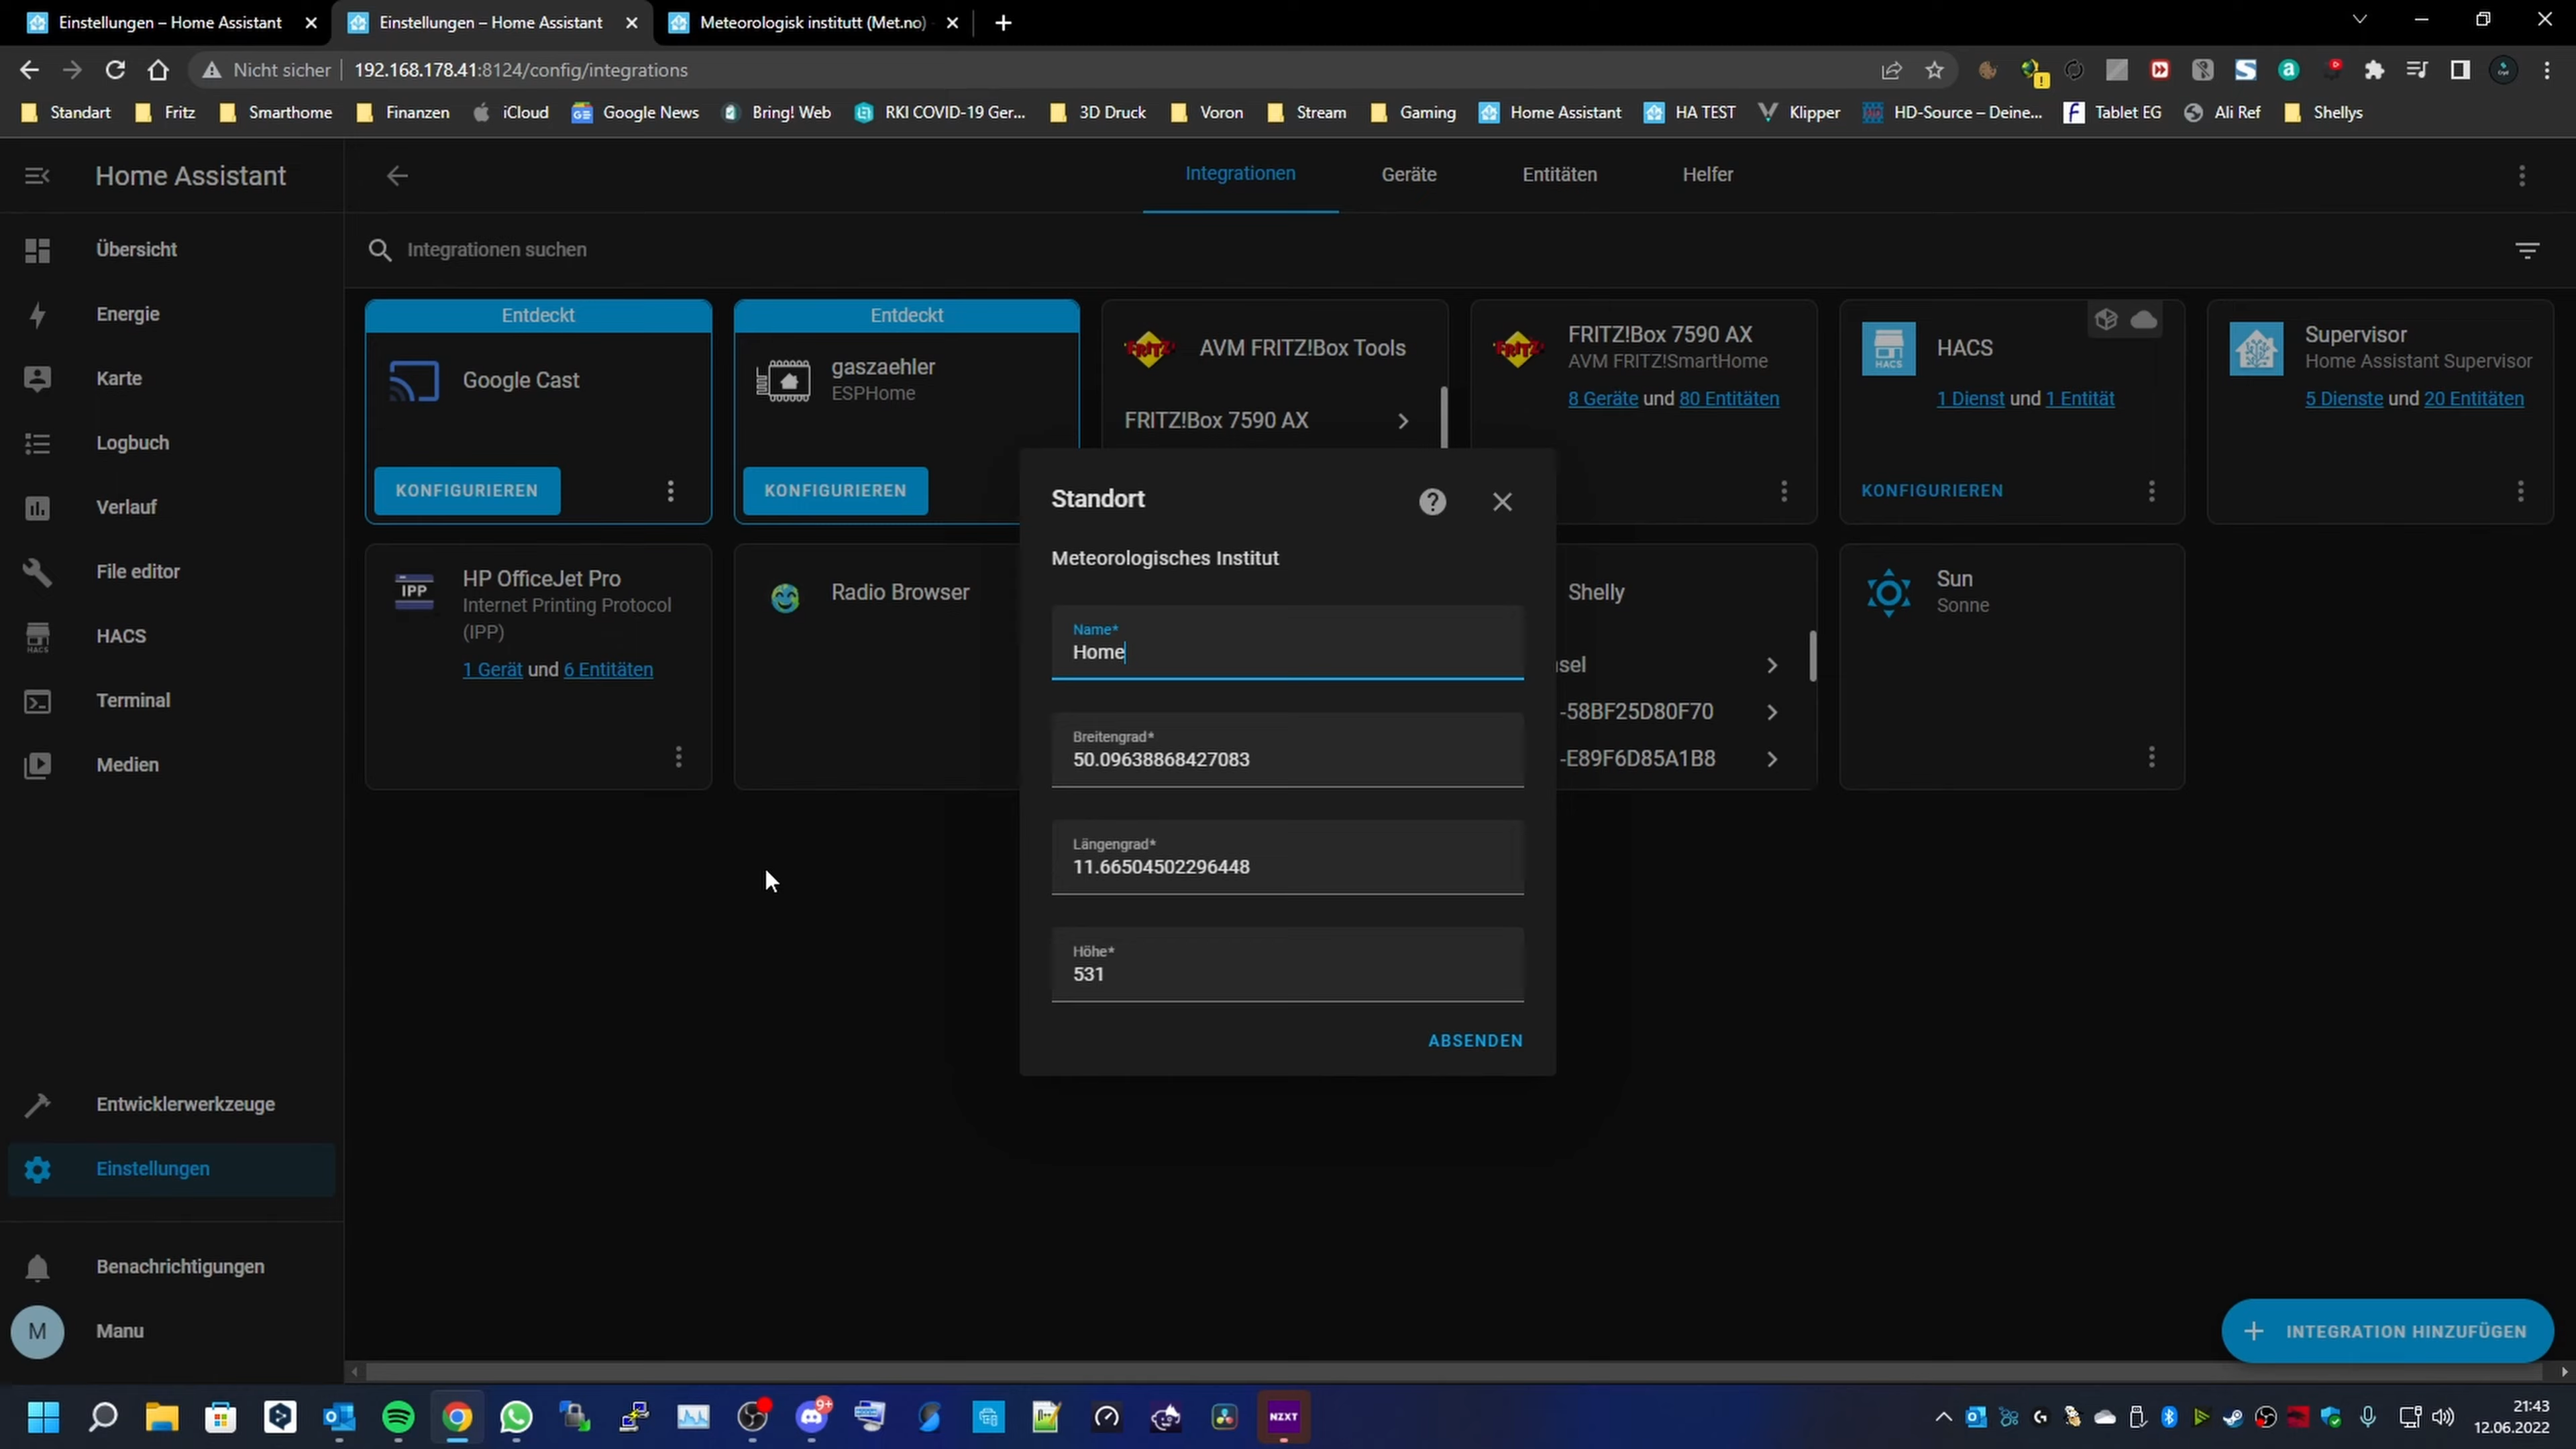 Einstellungen – Home Assistant
Einstellungen – Home Assistant
Meteorologisk institutt (Met.no)
Nicht sicher
192.168.178.41:8124/config/integrations
Standart
Fritz
Smarthome
Finanzen
iCloud
Google News
Bring! Web
RKI COVID-19 Ger...
3D Druck
Voron
Stream
Gaming
Home Assistant
HA TEST
Klipper
HD-Source – Deine...
Tablet EG
Ali Ref
Shellys
Home Assistant
Integrationen
Geräte
Entitäten
Helfer
Integrationen suchen
Übersicht
Energie
Karte
Logbuch
Verlauf
File editor
HACS
Terminal
Medien
Entwicklerwerkzeuge
Einstellungen
Benachrichtigungen
M
Manu
Entdeckt
Google Cast
KONFIGURIEREN
Entdeckt
gaszaehler
ESPHome
KONFIGURIEREN
AVM FRITZ!Box Tools
FRITZ!Box 7590 AX
FRITZ!Box 7590 AX
AVM FRITZ!SmartHome
8 Geräte und 80 Entitäten
HACS
HACS
1 Dienst und 1 Entität
KONFIGURIEREN
Supervisor
Home Assistant Supervisor
5 Dienste und 20 Entitäten
IPP
HP OfficeJet Pro
Internet Printing Protocol
(IPP)
1 Gerät und 6 Entitäten
Radio Browser
Shelly
sel
-58BF25D80F70
-E89F6D85A1B8
Sun
Sonne
Standort
Meteorologisches Institut
Name*
Home
Breitengrad*
50.09638868427083
Längengrad*
11.66504502296448
Höhe*
531
ABSENDEN
INTEGRATION HINZUFÜGEN
9+
NZXT
21:43
12.06.2022